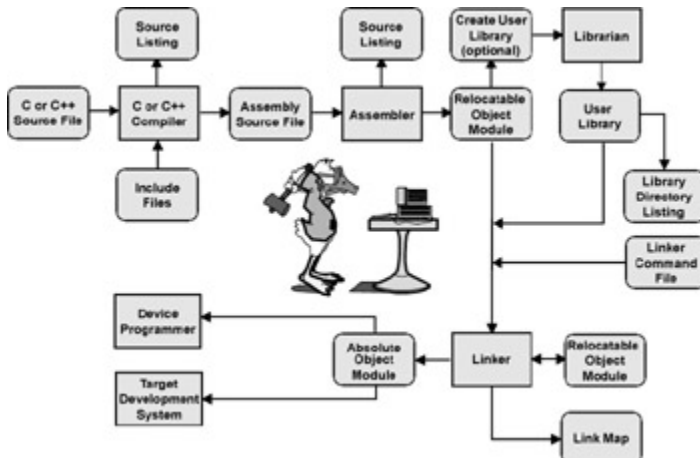 Source
Listing
Source
Listing
Create User
Library
(optional)
Librarian
C or C++
Source File
C or C++
Compiler
Assembly
Source File
Assembler
Relocatable
Object
Module
User
Library
Include
Files
Library
Directory
Listing
Linker
Command
File
Device
Programmer
Absolute
Object
Module
Linker
Relocatable
Object
Module
Target
Development
System
Link Map